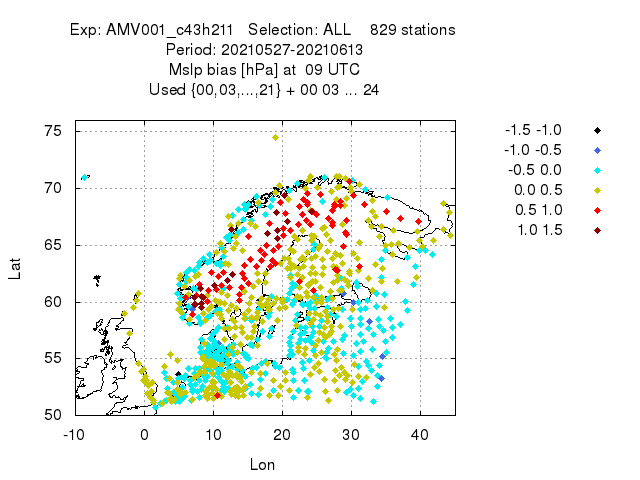 Exp: AMV001_c43h211   Selection: ALL    829 stations
Period: 20210527-20210613
Mslp bias [hPa] at  09 UTC
Used {00,03,...,21} + 00 03 ... 24
-1.5 -1.0
-1.0 -0.5
-0.5 0.0
0.0 0.5
0.5 1.0
1.0 1.5
75
70
65
60
55
50
Lat
-10 0 10 20 30 40
Lon